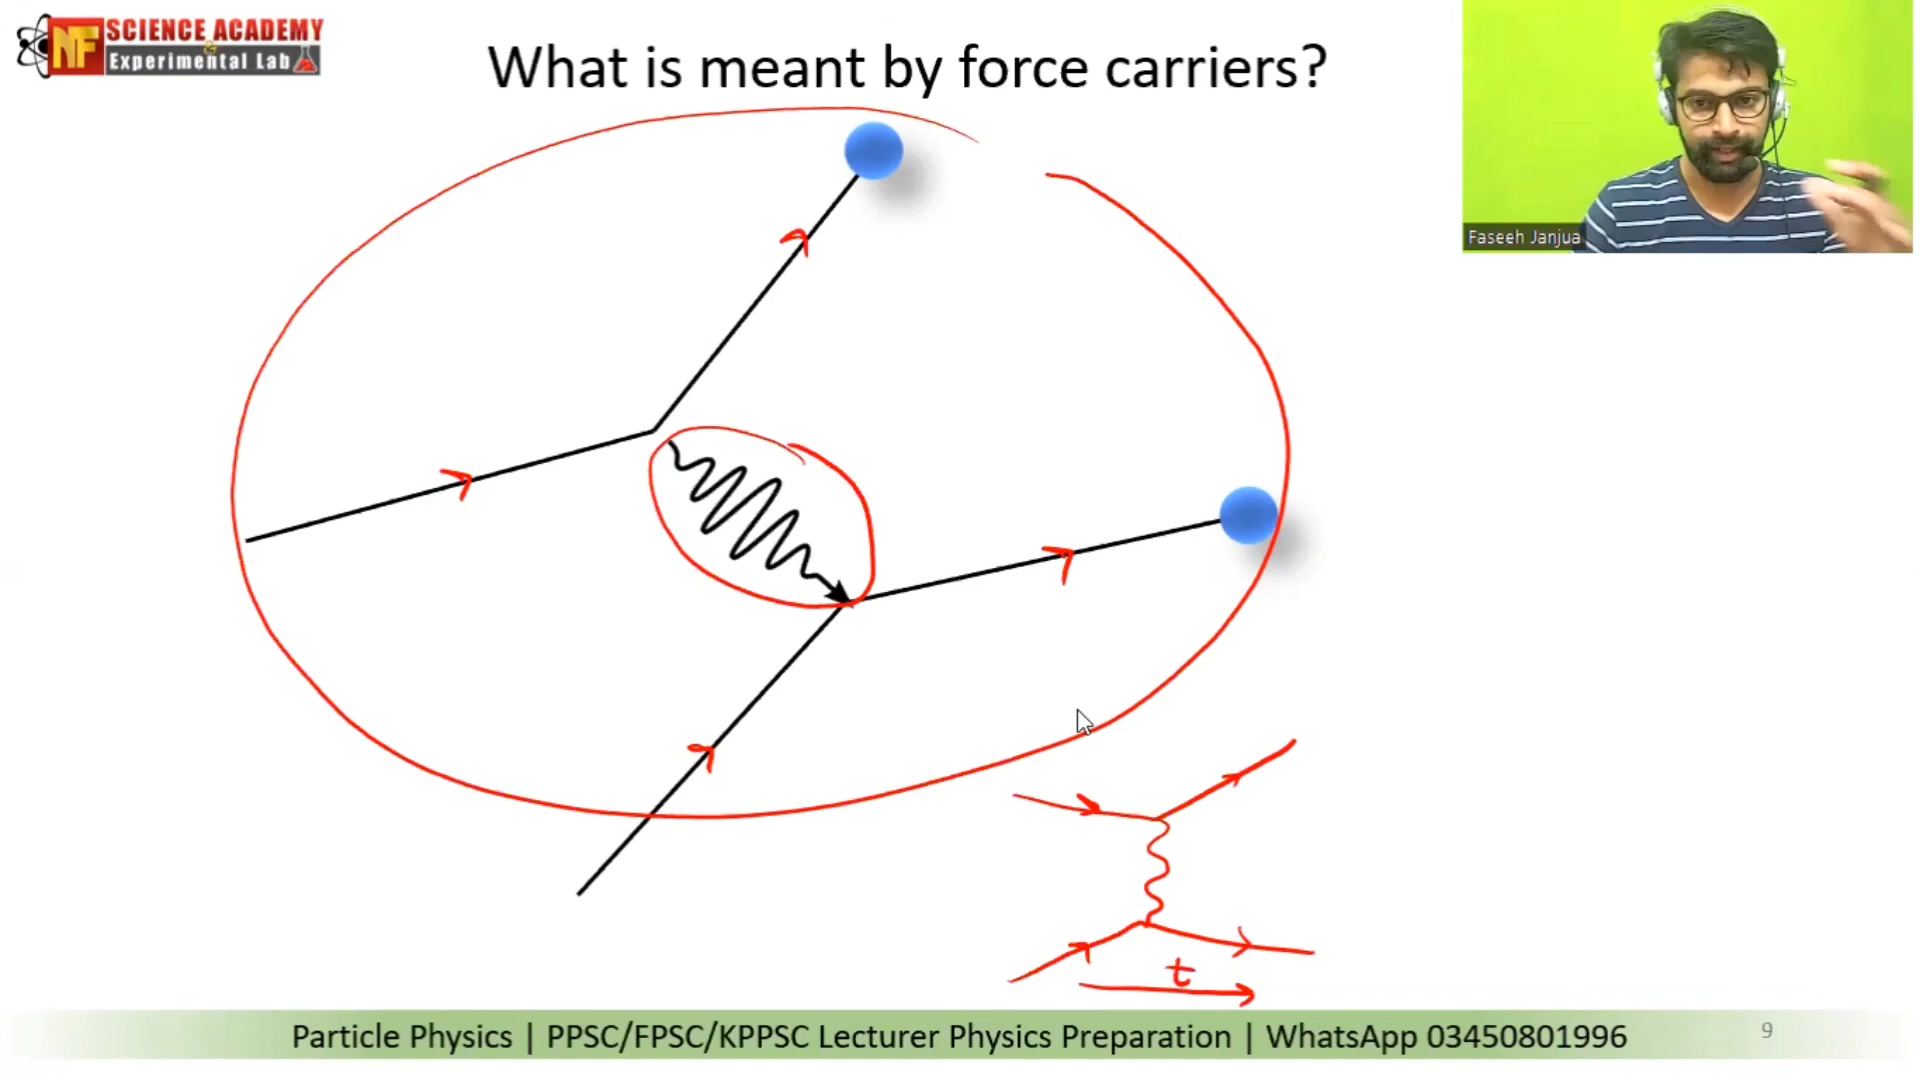 NF SCIENCE ACADEMY
&
Experimental Lab
What is meant by force carriers?
Faseeh Janjua
t
Particle Physics | PPSC/FPSC/KPPSC Lecturer Physics Preparation | WhatsApp 03450801996
9